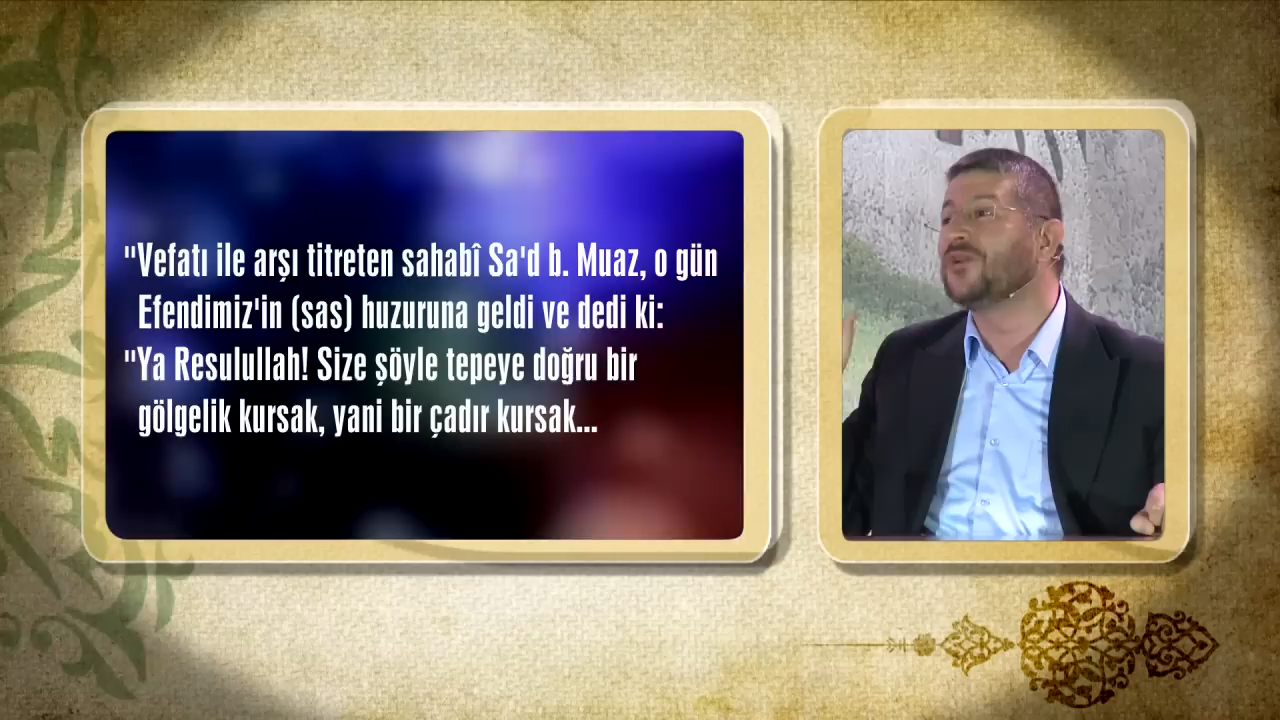 "Vefatı ile arşı titreten sahabî Sa'd b. Muaz, o gün
Efendimiz'in (sas) huzuruna geldi ve dedi ki:
"Ya Resulullah! Size şöyle tepeye doğru bir
gölgelik kursak, yani bir çadır kursak...